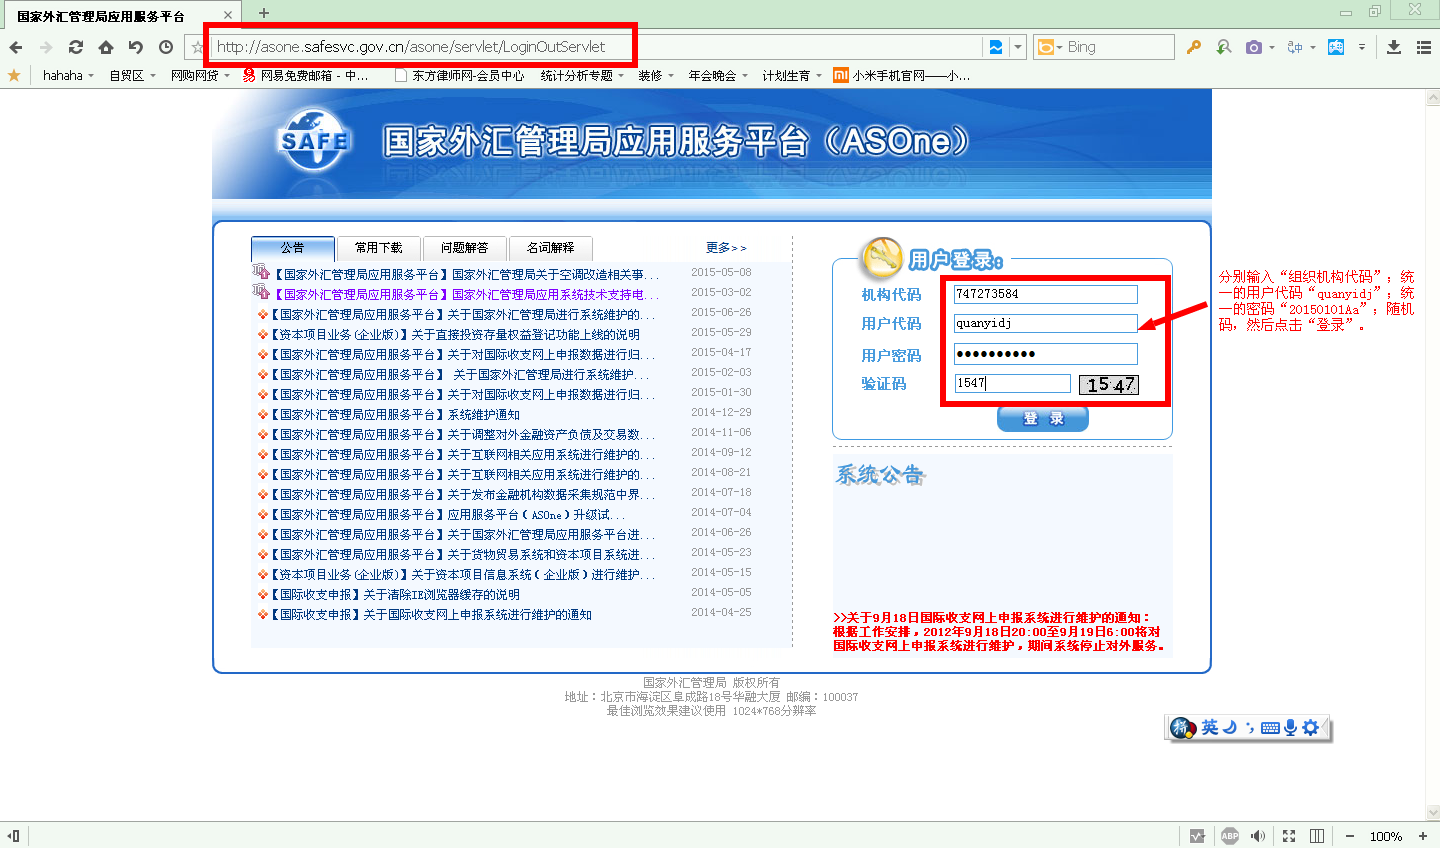 国家外汇管理局应用服务平台
http://asone.safesvc.gov.cn/asone/servlet/LoginOutServlet
Bing
hahaha 自贸区 网购网贷 网易免费邮箱 - 中... 东方律师网-会员中心 统计分析专题 装修 年会晚会 计划生育 小米手机官网——小...
SAFE 国家外汇管理局应用服务平台（ASOne）
公告 常用下载 问题解答 名词解释 更多>>
【国家外汇管理局应用服务平台】国家外汇管理局关于空调改造相关事... 2015-05-08
【国家外汇管理局应用服务平台】国家外汇管理局应用系统技术支持电... 2015-03-02
【国家外汇管理局应用服务平台】关于国家外汇管理局进行系统维护的... 2015-06-26
【资本项目业务(企业版)】关于直接投资存量权益登记功能上线的说明 2015-05-29
【国家外汇管理局应用服务平台】关于对国际收支网上申报数据进行归... 2015-04-17
【国家外汇管理局应用服务平台】 关于国家外汇管理局进行系统维护... 2015-02-03
【国家外汇管理局应用服务平台】关于对国际收支网上申报数据进行归... 2015-01-30
【国家外汇管理局应用服务平台】系统维护通知 2014-12-29
【国家外汇管理局应用服务平台】关于调整对外金融资产负债及交易数... 2014-11-06
【国家外汇管理局应用服务平台】关于互联网相关应用系统进行维护的... 2014-09-12
【国家外汇管理局应用服务平台】关于互联网相关应用系统进行维护的... 2014-08-21
【国家外汇管理局应用服务平台】关于发布金融机构数据采集规范中界... 2014-07-18
【国家外汇管理局应用服务平台】应用服务平台（ASOne）升级试... 2014-07-04
【国家外汇管理局应用服务平台】关于国家外汇管理局应用服务平台进... 2014-06-26
【国家外汇管理局应用服务平台】关于货物贸易系统和资本项目系统进... 2014-05-23
【资本项目业务(企业版)】关于资本项目信息系统（企业版）进行维护... 2014-05-15
【国际收支申报】关于清除IE浏览器缓存的说明 2014-05-05
【国际收支申报】关于国际收支网上申报系统进行维护的通知 2014-04-25
用户登录：
机构代码 747273584
用户代码 quanyidj
用户密码 ●●●●●●●●●●
验证码 1547 1547
登 录
分别输入“组织机构代码”；统
一的用户代码“quanyidj”；统
一的密码“20150101Aa”；随机
码，然后点击“登录”。
系统公告
>>关于9月18日国际收支网上申报系统进行维护的通知：
根据工作安排，2012年9月18日20:00至9月19日6:00将对
国际收支网上申报系统进行维护，期间系统停止对外服务。
国家外汇管理局 版权所有
地址：北京市海淀区阜成路18号华融大厦 邮编：100037
最佳浏览效果建议使用 1024*768分辨率
英
ABP 100%